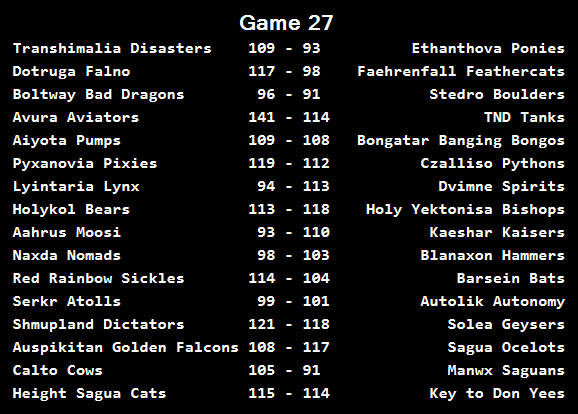 Game 27
Transhimalia Disasters 109 - 93 Ethanthova Ponies
Dotruga Falno 117 - 98 Faehrenfall Feathercats
Boltway Bad Dragons 96 - 91 Stedro Boulders
Avura Aviators 141 - 114 TND Tanks
Aiyota Pumps 109 - 108 Bongatar Banging Bongos
Pyxanovia Pixies 119 - 112 Czalliso Pythons
Lyintaria Lynx 94 - 113 Dvimne Spirits
Holykol Bears 113 - 118 Holy Yektonisa Bishops
Aahrus Moosi 93 - 110 Kaeshar Kaisers
Naxda Nomads 98 - 103 Blanaxon Hammers
Red Rainbow Sickles 114 - 104 Barsein Bats
Serkr Atolls 99 - 101 Autolik Autonomy
Shmupland Dictators 121 - 118 Solea Geysers
Auspikitan Golden Falcons 108 - 117 Sagua Ocelots
Calto Cows 105 - 91 Manwx Saguans
Height Sagua Cats 115 - 114 Key to Don Yees